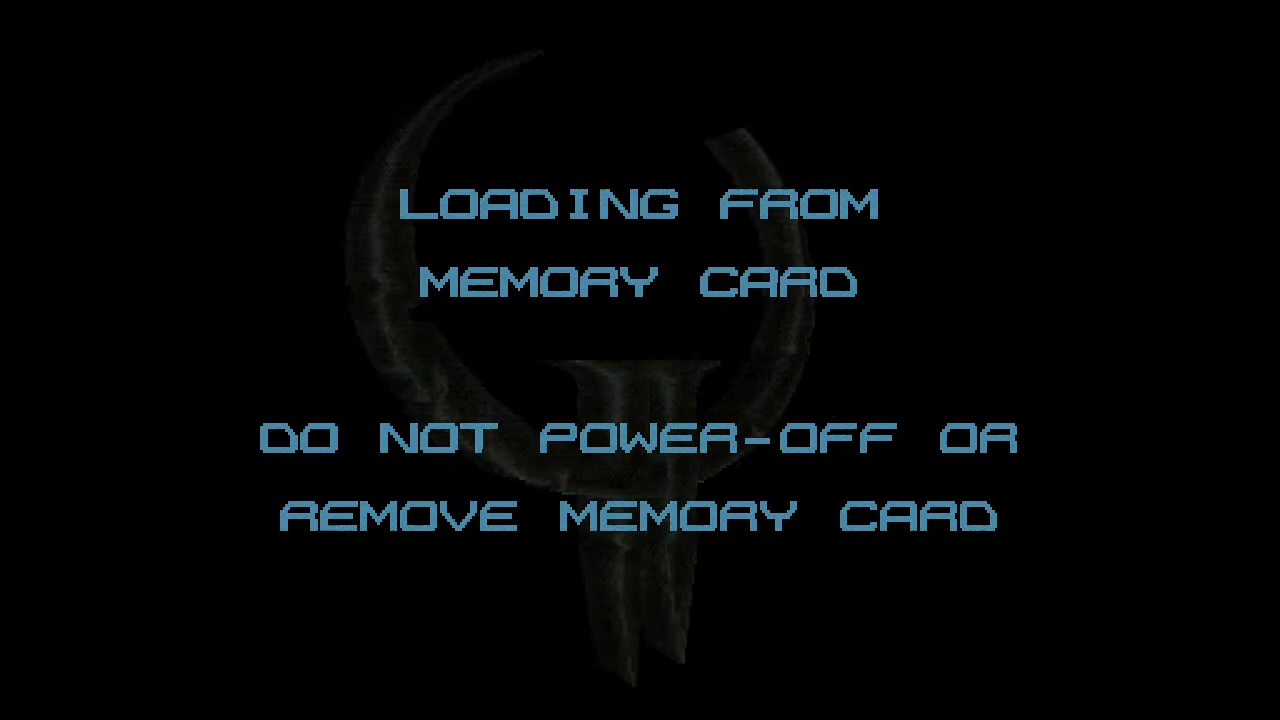 LOADING FROM
MEMORY CARD
DO NOT POWER-OFF OR
REMOVE MEMORY CARD